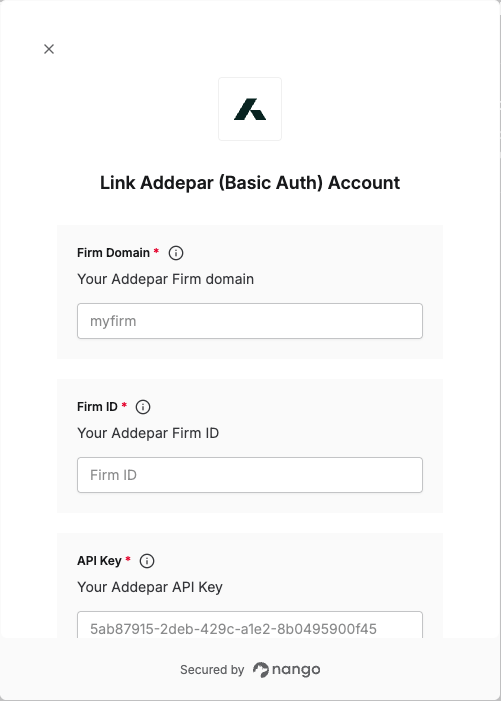 Link Addepar (Basic Auth) Account
Firm Domain *
Your Addepar Firm domain
myfirm
Firm ID *
Your Addepar Firm ID
Firm ID
API Key *
Your Addepar API Key
5ab87915-2deb-429c-a1e2-8b0495900f45
Secured by nango